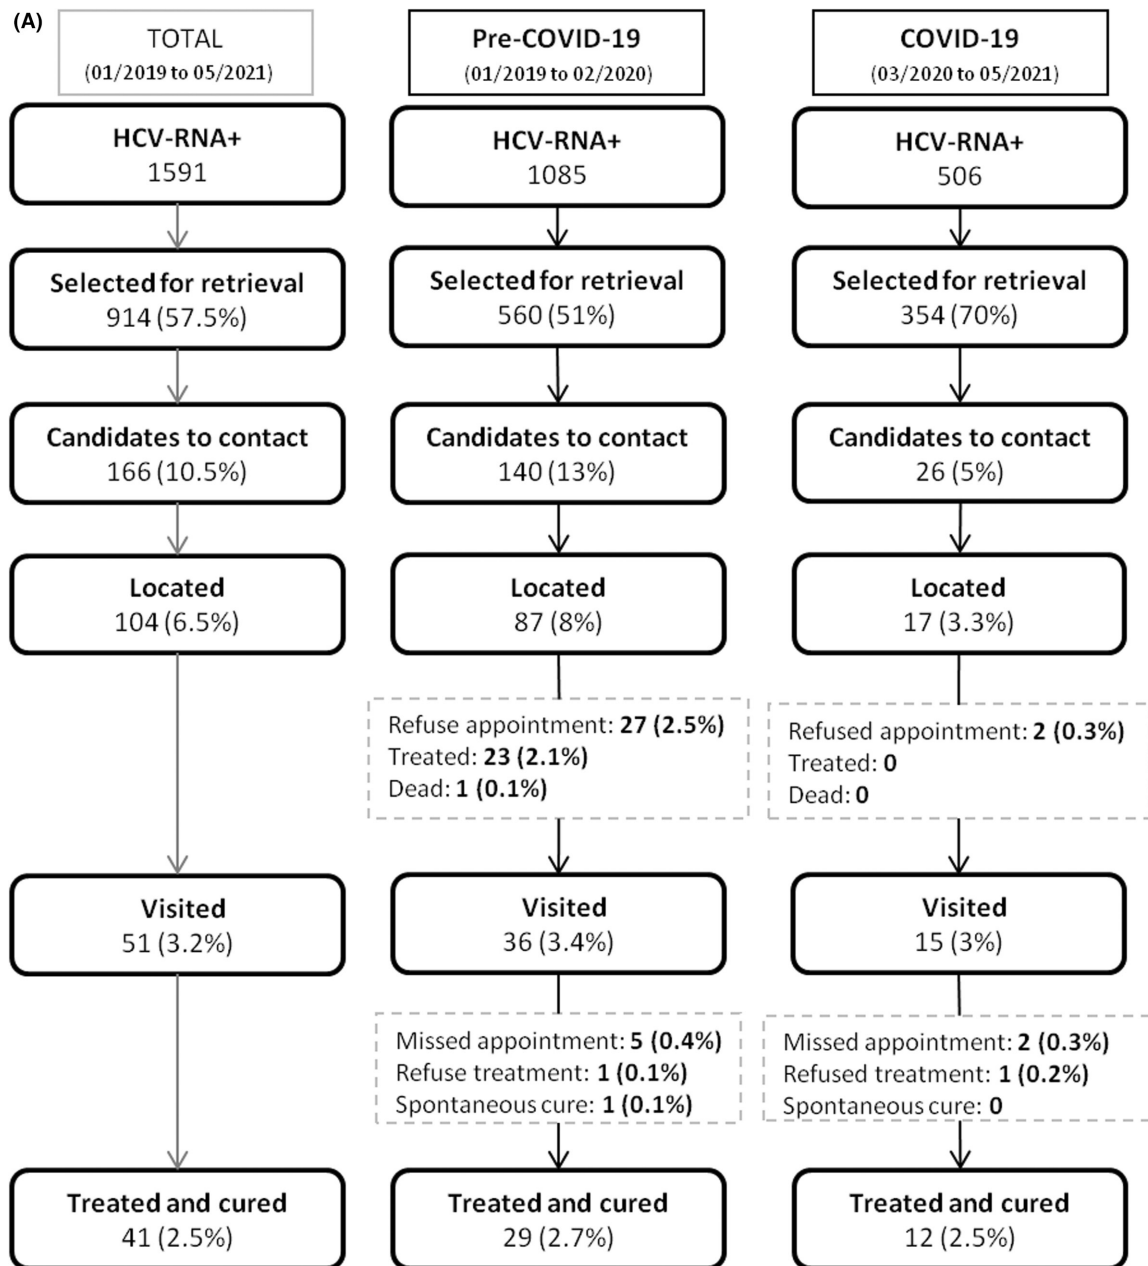 (A)
TOTAL
(01/2019 to 05/2021)
HCV-RNA+
1591
Selected for retrieval
914 (57.5%)
Candidates to contact
166 (10.5%)
Located
104 (6.5%)
Visited
51 (3.2%)
Treated and cured
41 (2.5%)
Pre-COVID-19
(01/2019 to 02/2020)
HCV-RNA+
1085
Selected for retrieval
560 (51%)
Candidates to contact
140 (13%)
Located
87 (8%)
Refuse appointment: 27 (2.5%)
Treated: 23 (2.1%)
Dead: 1 (0.1%)
Visited
36 (3.4%)
Missed appointment: 5 (0.4%)
Refuse treatment: 1 (0.1%)
Spontaneous cure: 1 (0.1%)
Treated and cured
29 (2.7%)
COVID-19
(03/2020 to 05/2021)
HCV-RNA+
506
Selected for retrieval
354 (70%)
Candidates to contact
26 (5%)
Located
17 (3.3%)
Refused appointment: 2 (0.3%)
Treated: 0
Dead: 0
Visited
15 (3%)
Missed appointment: 2 (0.3%)
Refused treatment: 1 (0.2%)
Spontaneous cure: 0
Treated and cured
12 (2.5%)